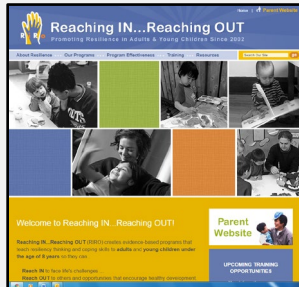 Home | Parent Website
Reaching IN...Reaching OUT
Promoting Resilience in Adults & Young Children Since 2002
RIRO
About Resilience Our Programs Program Effectiveness Training Resources
Welcome to Reaching IN...Reaching OUT!
Reaching IN...Reaching OUT (RIRO) creates evidence-based programs that
teach resiliency thinking and coping skills to adults and young children under
the age of 8 years so they can:
Reach IN to face life's challenges...
Reach OUT to others and opportunities that encourage healthy development
Parent
Website
UPCOMING TRAINING
OPPORTUNITIES